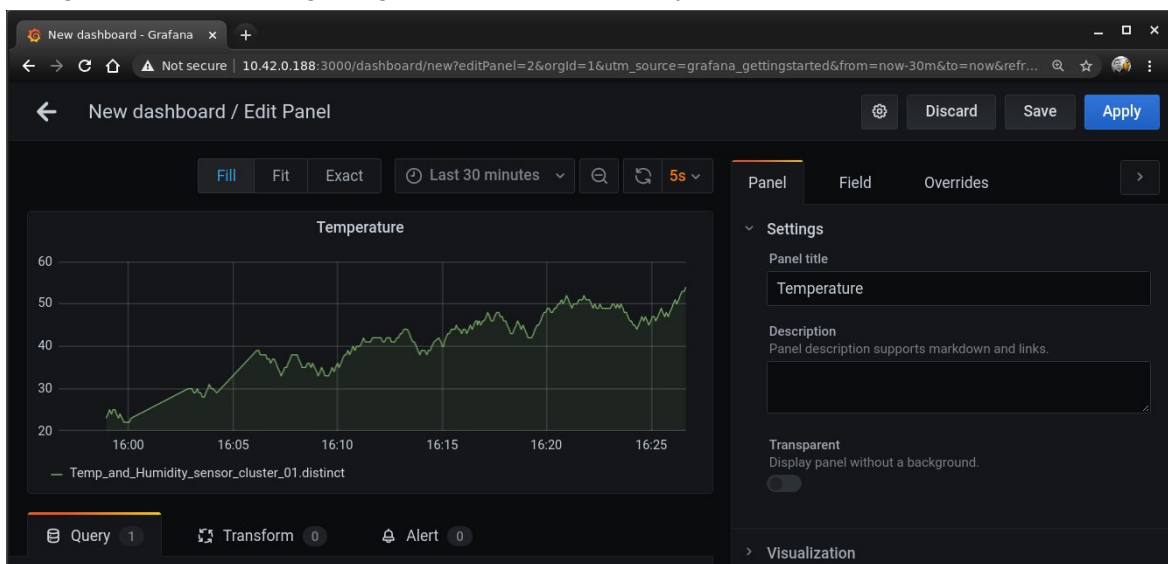 New dashboard - Grafana
Not secure | 10.42.0.188:3000/dashboard/new?editPanel=2&orgId=1&utm_source=grafana_gettingstarted&from=now-30m&to=now&refr...
New dashboard / Edit Panel
Discard
Save
Apply
Fill
Fit
Exact
Last 30 minutes
5s
Panel
Field
Overrides
Temperature
60
50
40
30
20
16:00
16:05
16:10
16:15
16:20
16:25
Temp_and_Humidity_sensor_cluster_01.distinct
Query 1
Transform 0
Alert 0
Settings
Panel title
Temperature
Description
Panel description supports markdown and links.
Transparent
Display panel without a background.
Visualization